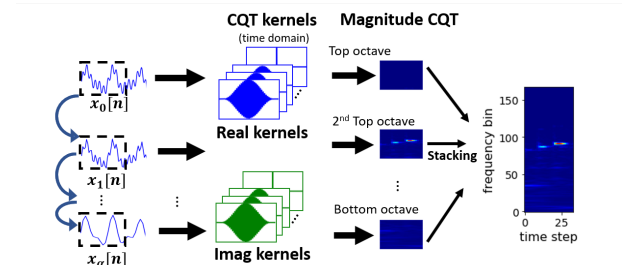 CQT kernels
(time domain)
Magnitude CQT
Top octave
x₀[n]
Real kernels
2nd Top octave
Stacking
x₁[n]
Imag kernels
Bottom octave
150
100
50
0
frequency bin
0
25
time step